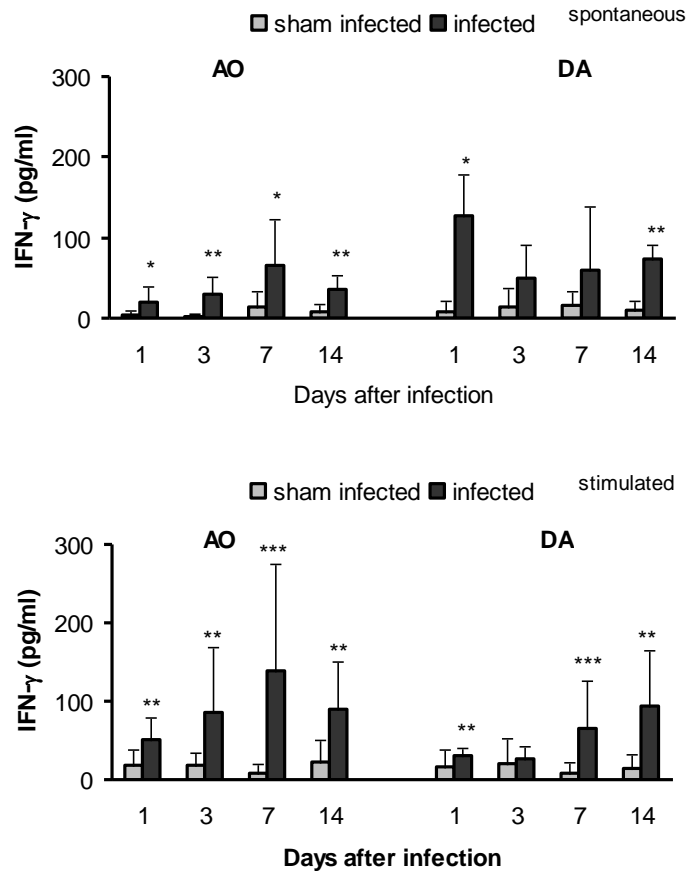 sham infected infected spontaneous
AO DA
300
200
100
0
IFN-γ (pg/ml)
* ** * ** * **
1 3 7 14 1 3 7 14
Days after infection
sham infected infected stimulated
AO DA
300
200
100
0
IFN-γ (pg/ml)
** ** *** ** ** *** **
1 3 7 14 1 3 7 14
Days after infection